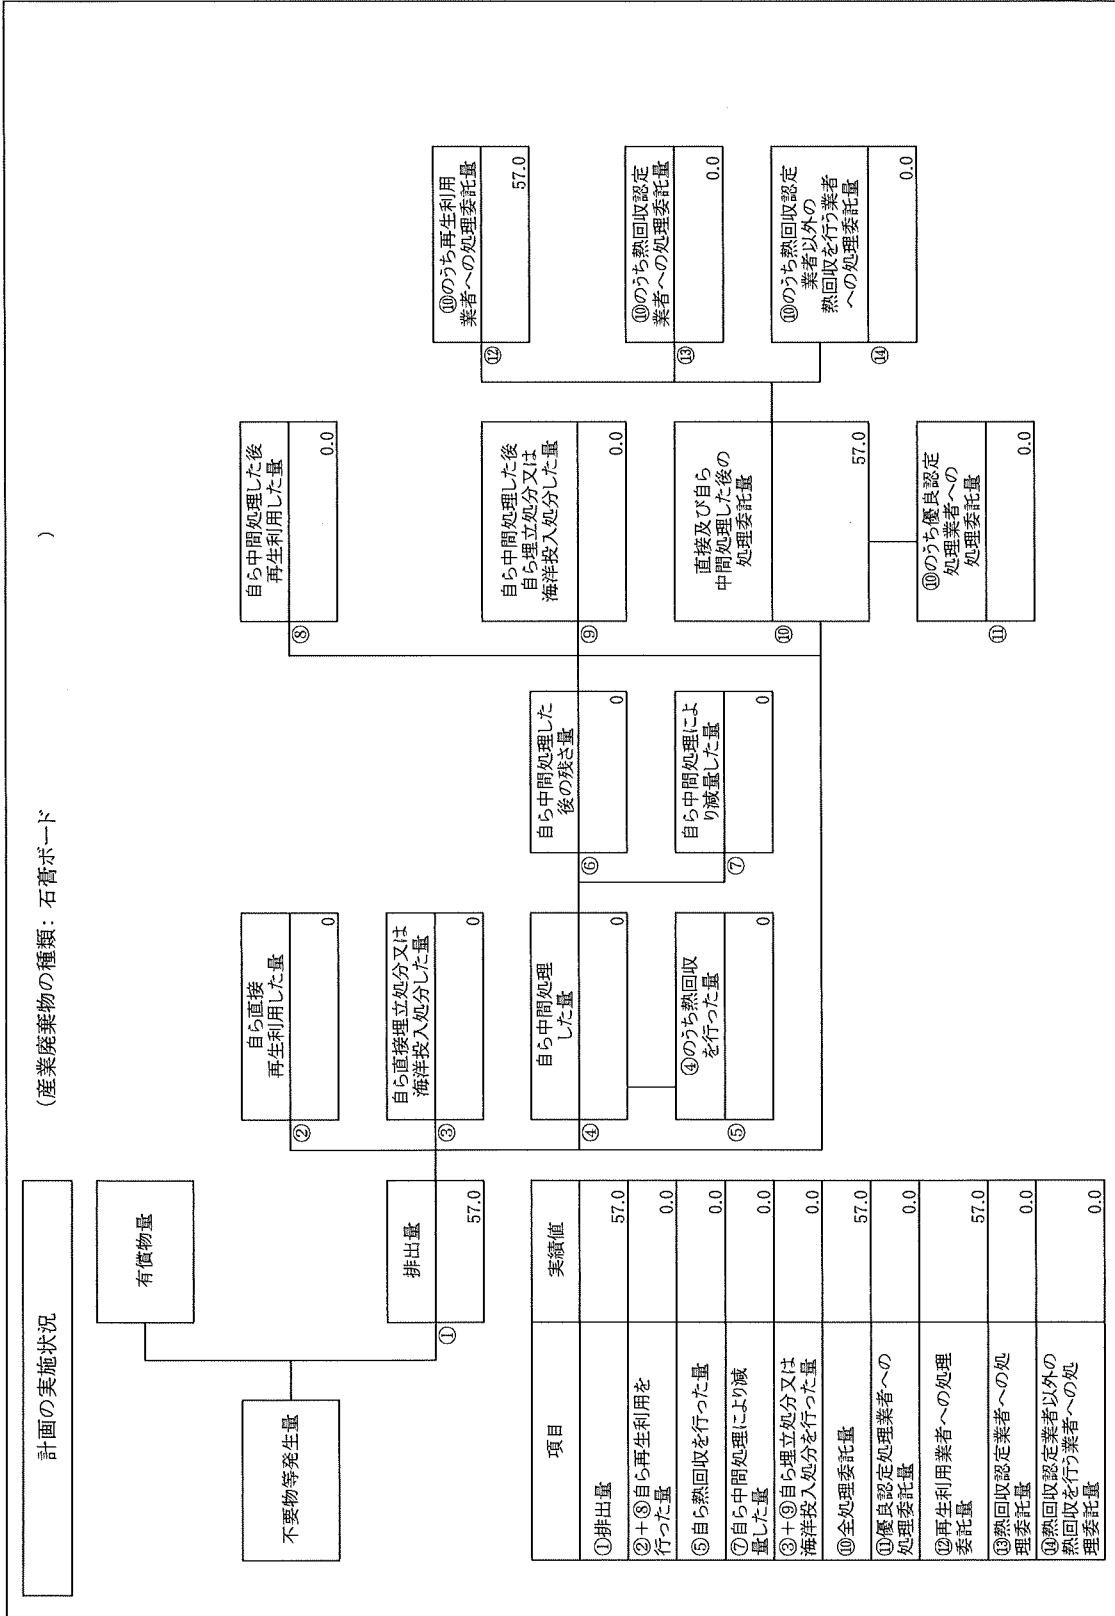 計画の実施状況
(産業廃棄物の種類: 石膏ボード
)
不要物等発生量
有償物量
排出量
①
57.0
自ら直接
再生利用した量
②
0
自ら直接埋立処分又は
海洋投入処分した量
③
0
自ら中間処理
した量
④
0
④のうち熱回収
を行った量
⑤
0
自ら中間処理した
後の残さ量
⑥
0
自ら中間処理によ
り減量した量
⑦
0
自ら中間処理した後
再生利用した量
⑧
0.0
自ら中間処理した後
自ら埋立処分又は
海洋投入処分した量
⑨
0.0
直接及び自ら
中間処理した後の
処理委託量
⑩
57.0
⑩のうち優良認定
処理業者への
処理委託量
⑪
0.0
⑩のうち再生利用
業者への処理委託量
⑫
57.0
⑩のうち熱回収認定
業者への処理委託量
⑬
0.0
⑩のうち熱回収認定
業者以外の
熱回収を行う業者
への処理委託量
⑭
0.0
項目
実績値
①排出量
57.0
②+⑧自ら再生利用を
行った量
0.0
⑤自ら熱回収を行った量
0.0
⑦自ら中間処理により減
量した量
0.0
③+⑨自ら埋立処分又は
海洋投入処分を行った量
0.0
⑩全処理委託量
57.0
⑪優良認定処理業者への
処理委託量
0.0
⑫再生利用業者への処理
委託量
57.0
⑬熱回収認定業者への処
理委託量
0.0
⑭熱回収認定業者以外の
熱回収を行う業者への処
理委託量
0.0